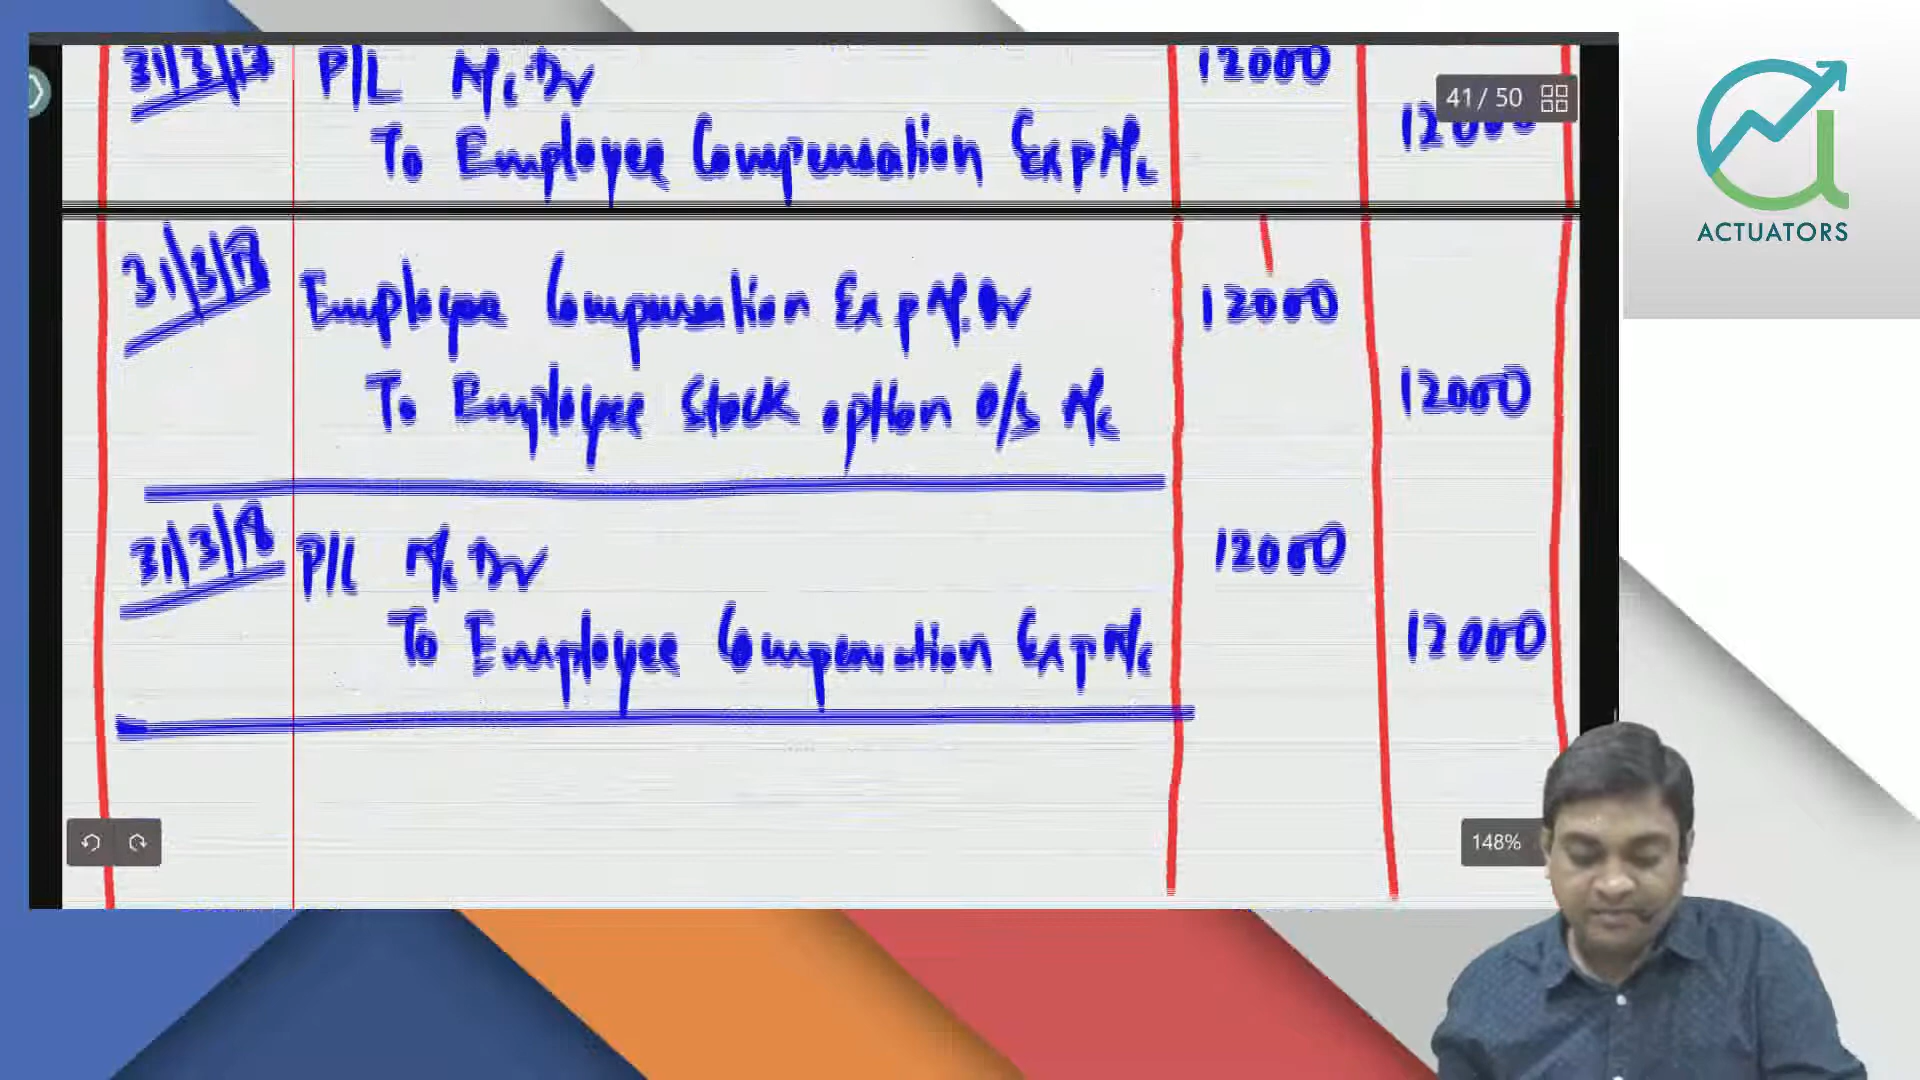 31/3/17 P/L A/c Dr 12000
To Employee Compensation Exp A/c 12000
31/3/18 Employee Compensation Exp A/c Dr 12000
To Employee Stock option O/S A/c 12000
31/3/18 P/L A/c Dr 12000
To Employee Compensation Exp A/c 12000
41 / 50
148%
ACTUATORS